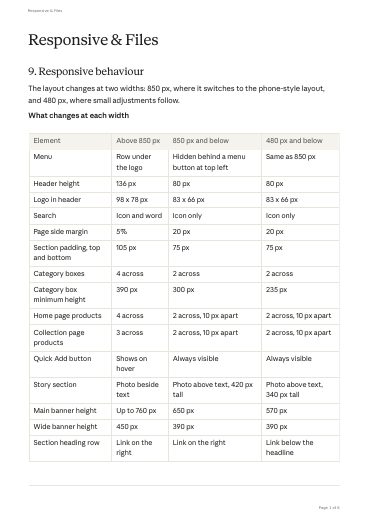 Responsive & Files
Responsive & Files
9. Responsive behaviour
The layout changes at two widths: 850 px, where it switches to the phone-style layout,
and 480 px, where small adjustments follow.
What changes at each width
Element Above 850 px 850 px and below 480 px and below
Menu Row under the logo Hidden behind a menu button at top left Same as 850 px
Header height 136 px 80 px 80 px
Logo in header 98 x 78 px 83 x 66 px 83 x 66 px
Search Icon and word Icon only Icon only
Page side margin 5% 20 px 20 px
Section padding, top and bottom 105 px 75 px 75 px
Category boxes 4 across 2 across 2 across
Category box minimum height 390 px 300 px 235 px
Home page products 4 across 2 across, 10 px apart 2 across, 10 px apart
Collection page products 3 across 2 across, 10 px apart 2 across, 10 px apart
Quick Add button Shows on hover Always visible Always visible
Story section Photo beside text Photo above text, 420 px tall Photo above text, 340 px tall
Main banner height Up to 760 px 650 px 570 px
Wide banner height 450 px 390 px 390 px
Section heading row Link on the right Link on the right Link below the headline